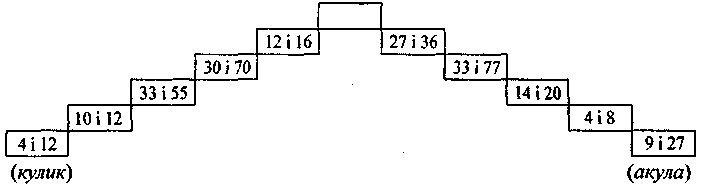 12 і 16 27 і 36
30 і 70 33 і 77
33 і 55 14 і 20
10 і 12 4 і 8
4 і 12 9 і 27
(кулик) (акула)